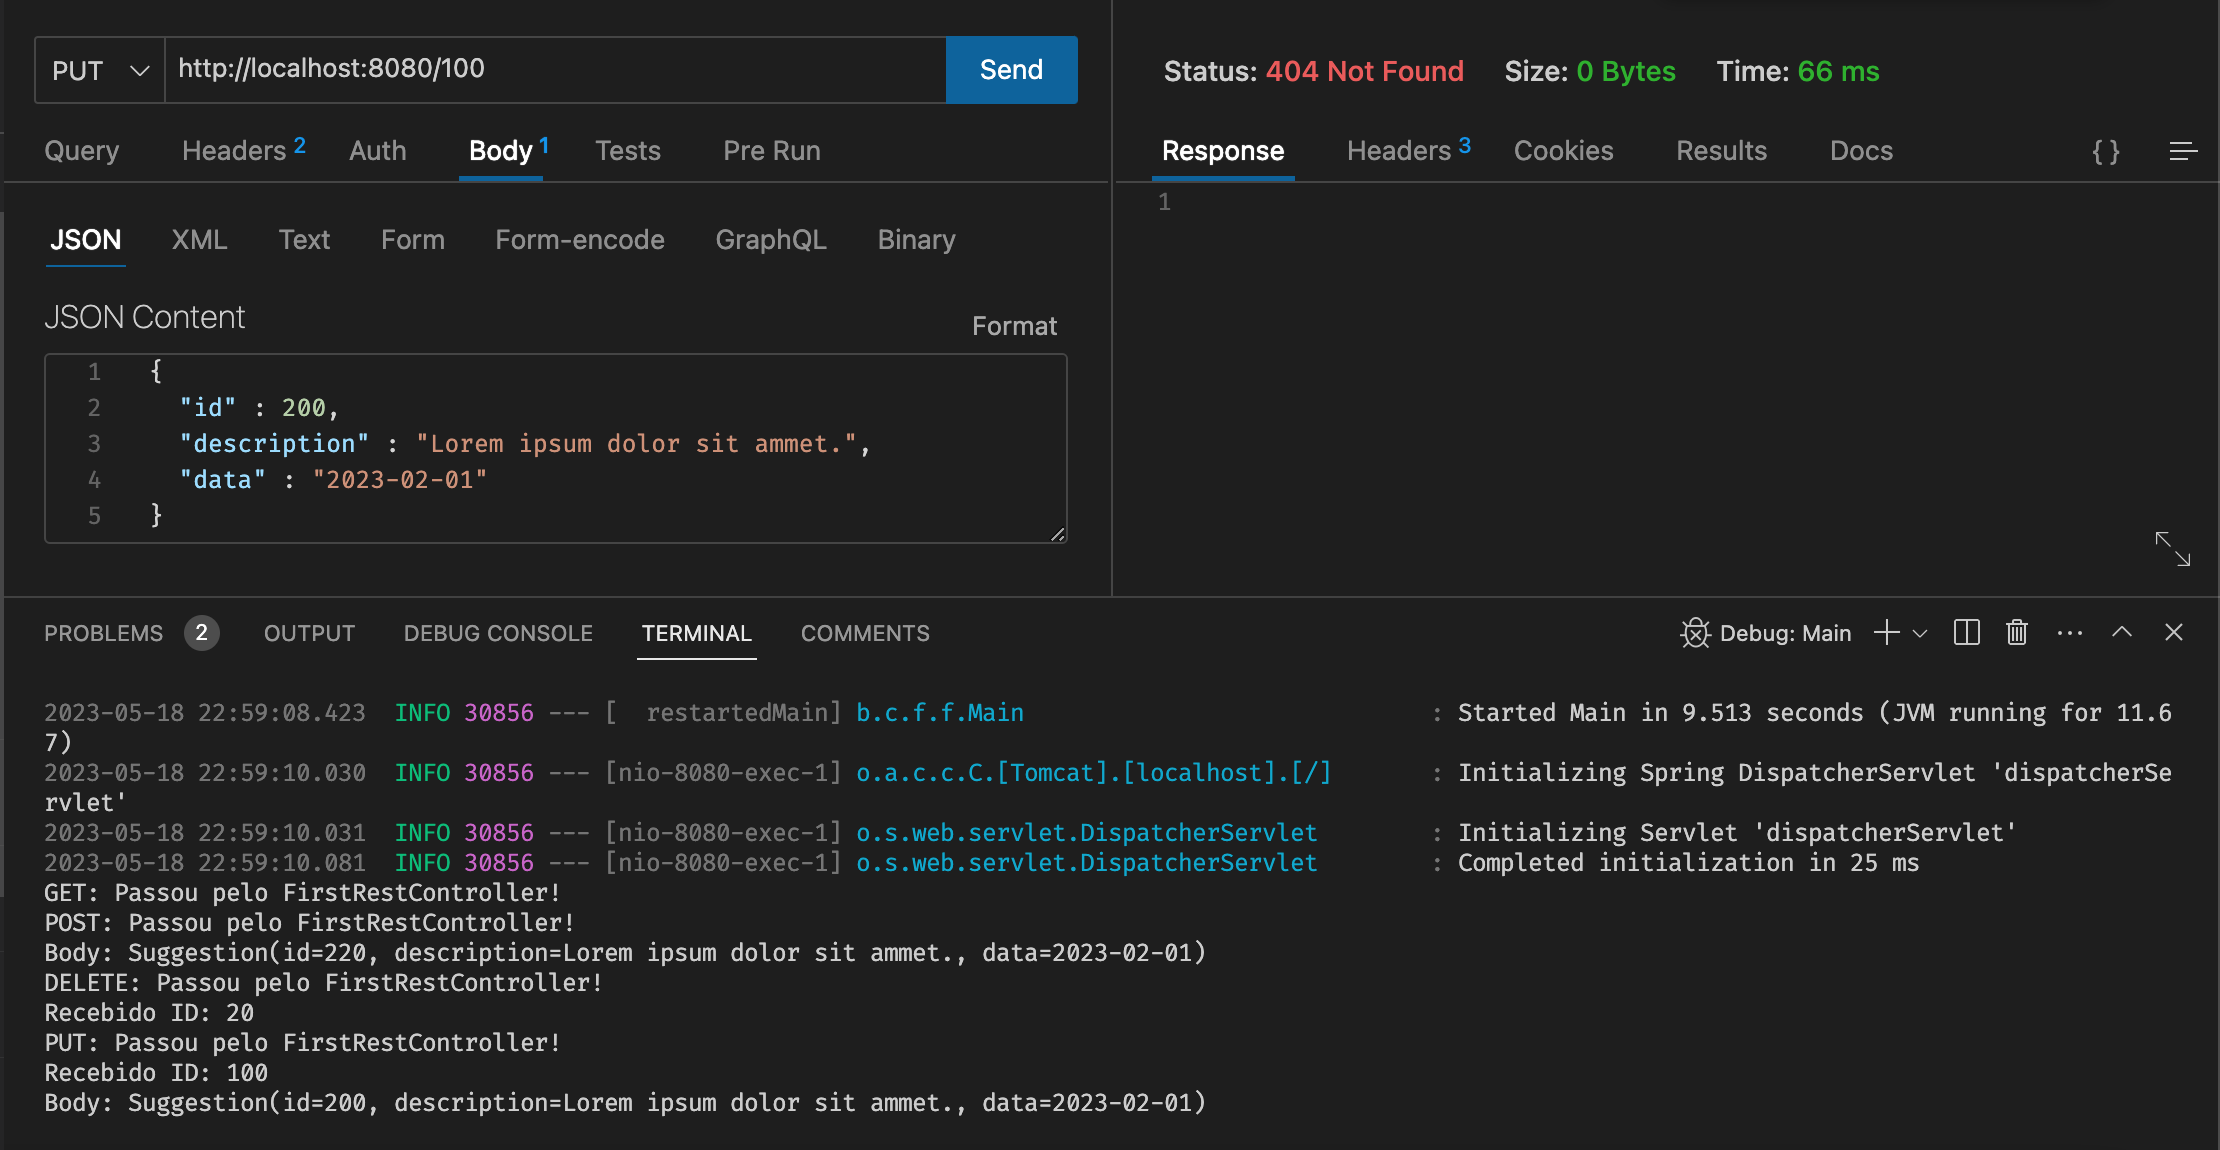 PUT http://localhost:8080/100 Send
Query Headers 2 Auth Body 1 Tests Pre Run
JSON XML Text Form Form-encode GraphQL Binary
JSON Content
Format
1 {
2 "id" : 200,
3 "description" : "Lorem ipsum dolor sit ammet.",
4 "data" : "2023-02-01"
5 }
Status: 404 Not Found Size: 0 Bytes Time: 66 ms
Response Headers 3 Cookies Results Docs { }
1
PROBLEMS 2 OUTPUT DEBUG CONSOLE TERMINAL COMMENTS Debug: Main
2023-05-18 22:59:08.423 INFO 30856 --- [ restartedMain] b.c.f.f.Main : Started Main in 9.513 seconds (JVM running for 11.6
7)
2023-05-18 22:59:10.030 INFO 30856 --- [nio-8080-exec-1] o.a.c.c.C.[Tomcat].[localhost].[/] : Initializing Spring DispatcherServlet 'dispatcherSe
rvlet'
2023-05-18 22:59:10.031 INFO 30856 --- [nio-8080-exec-1] o.s.web.servlet.DispatcherServlet : Initializing Servlet 'dispatcherServlet'
2023-05-18 22:59:10.081 INFO 30856 --- [nio-8080-exec-1] o.s.web.servlet.DispatcherServlet : Completed initialization in 25 ms
GET: Passou pelo FirstRestController!
POST: Passou pelo FirstRestController!
Body: Suggestion(id=220, description=Lorem ipsum dolor sit ammet., data=2023-02-01)
DELETE: Passou pelo FirstRestController!
Recebido ID: 20
PUT: Passou pelo FirstRestController!
Recebido ID: 100
Body: Suggestion(id=200, description=Lorem ipsum dolor sit ammet., data=2023-02-01)